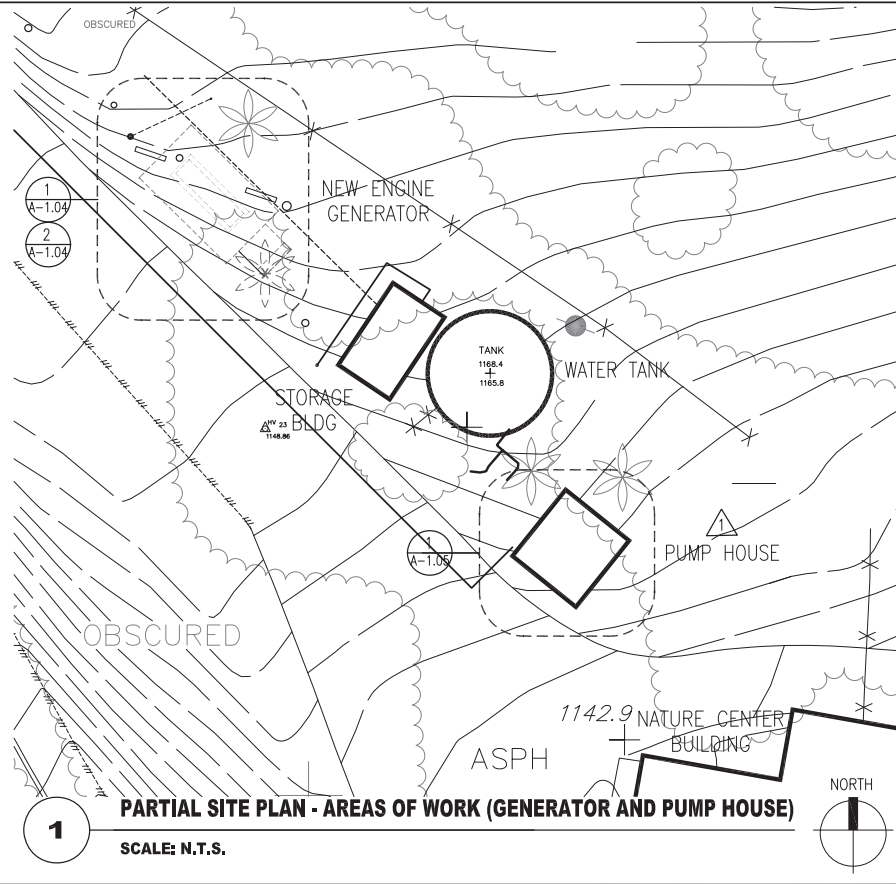 OBSCURED
1
A-1.04
2
A-1.04
NEW ENGINE
GENERATOR
TANK
1168.4
1165.8
WATER TANK
STORAGE
BLDG
HV 23
1148.86
1
A-1.05
1
PUMP HOUSE
OBSCURED
1142.9
NATURE CENTER
BUILDING
ASPH
NORTH
1
PARTIAL SITE PLAN - AREAS OF WORK (GENERATOR AND PUMP HOUSE)
SCALE: N.T.S.